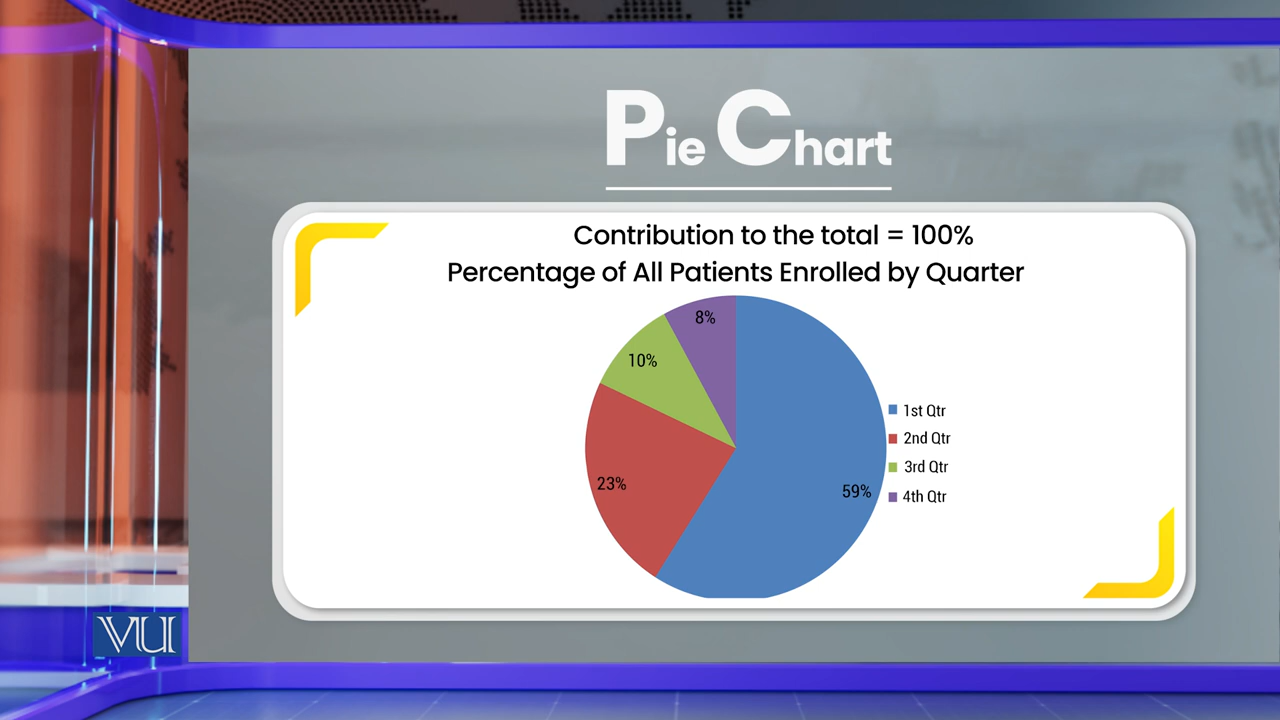 Pie Chart
Contribution to the total = 100%
Percentage of All Patients Enrolled by Quarter
8%
10%
1st Qtr
2nd Qtr
3rd Qtr
23%
59%
4th Qtr
VU